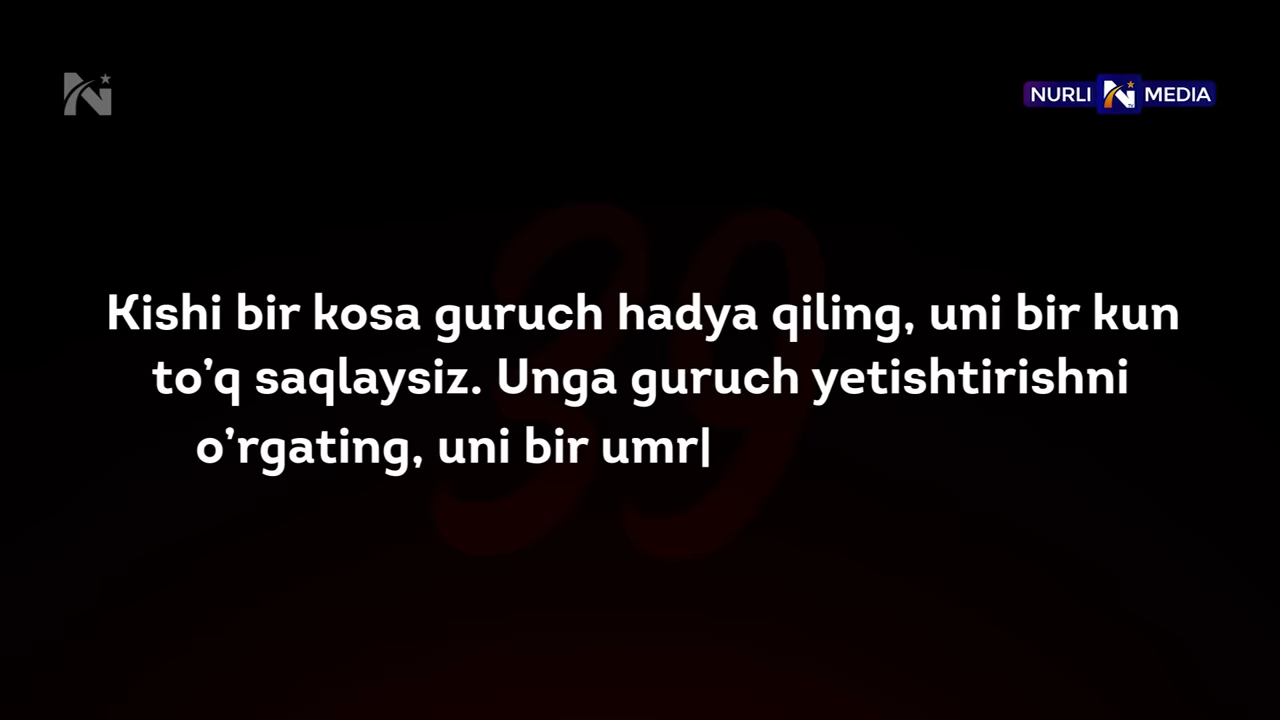 NURLI N MEDIA
39
Kishi bir kosa guruch hadya qiling, uni bir kun
to’q saqlaysiz. Unga guruch yetishtirishni
o’rgating, uni bir umr|